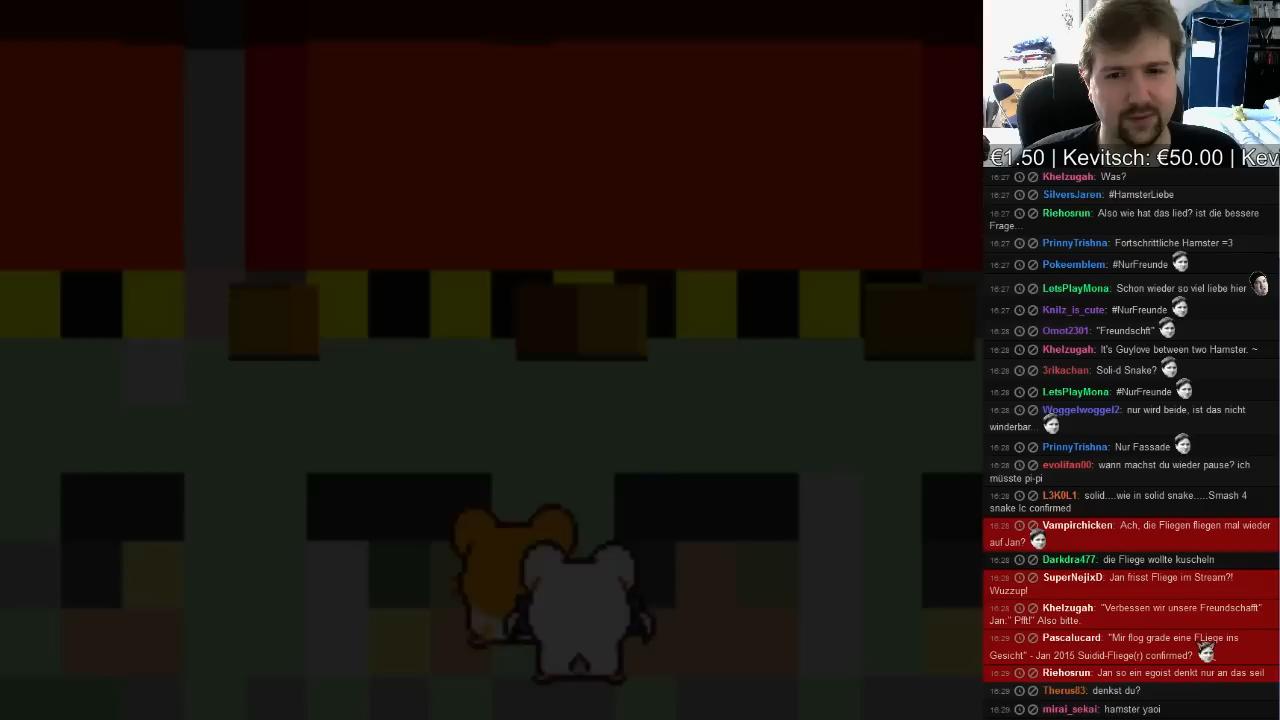 €1.50 | Kevitsch: €50.00 | Kevi
16:27 Khelzugah: Was?
16:27 SilversJaren: #HamsterLiebe
16:27 Riehosrun: Also wie hat das lied? ist die bessere
Frage...
16:27 PrinnyTrishna: Fortschrittliche Hamster =3
16:27 Pokeemblem: #NurFreunde
16:27 LetsPlayMona: Schon wieder so viel liebe hier
16:27 Knilz_is_cute: #NurFreunde
16:28 Omot2301: "Freundschft"
16:28 Khelzugah: It's Guylove between two Hamster. ~
16:28 3rikachan: Soli-d Snake?
16:28 LetsPlayMona: #NurFreunde
16:28 Woggelwoggel2: nur wird beide, ist das nicht
winderbar...
16:28 PrinnyTrishna: Nur Fassade
16:28 evolifan00: wann machst du wieder pause? ich
müsste pi-pi
16:28 L3K0L1: solid....wie in solid snake.....Smash 4
snake lc confirmed
16:28 Vampirchicken: Ach, die Fliegen fliegen mal wieder
auf Jan?
16:28 Darkdra477: die Fliege wollte kuscheln
16:28 SuperNejixD: Jan frisst Fliege im Stream?!
Wuzzup!
16:28 Khelzugah: "Verbessen wir unsere Freundschafft"
Jan:" Pfft!" Also bitte.
16:29 Pascalucard: "Mir flog grade eine FLiege ins
Gesicht" - Jan 2015 Suidid-Fliege(r) confirmed?
16:29 Riehosrun: Jan so ein egoist denkt nur an das seil
16:29 Therus83: denkst du?
16:29 mirai_sekai: hamster yaoi